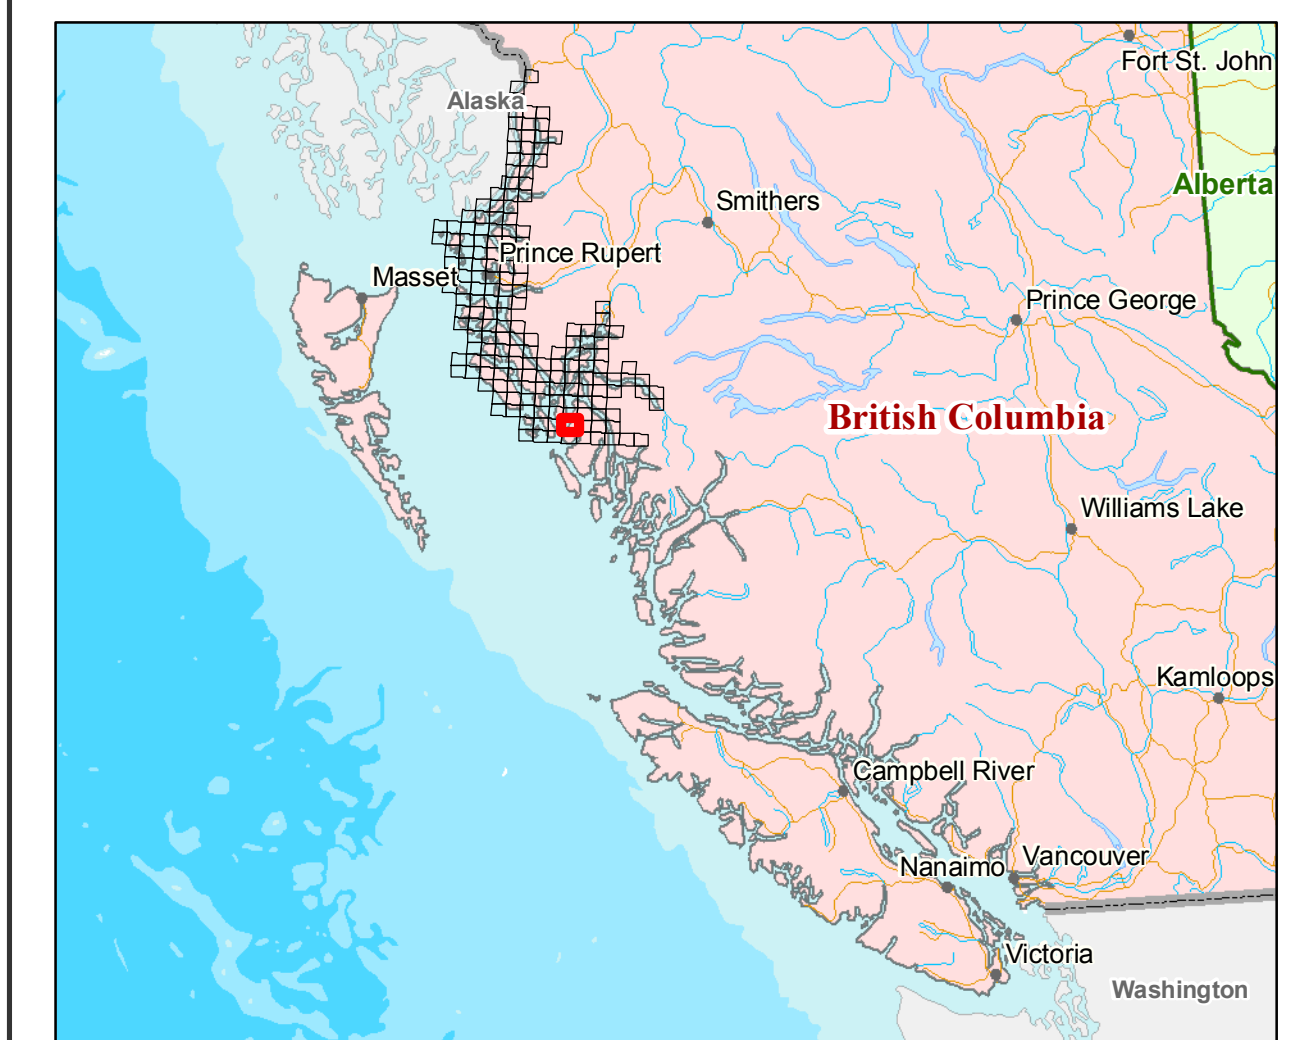 Fort St. John
Alaska
Alberta
Smithers
Prince Rupert
Masset
Prince George
British Columbia
Williams Lake
Kamloops
Campbell River
Vancouver
Nanaimo
Victoria
Washington